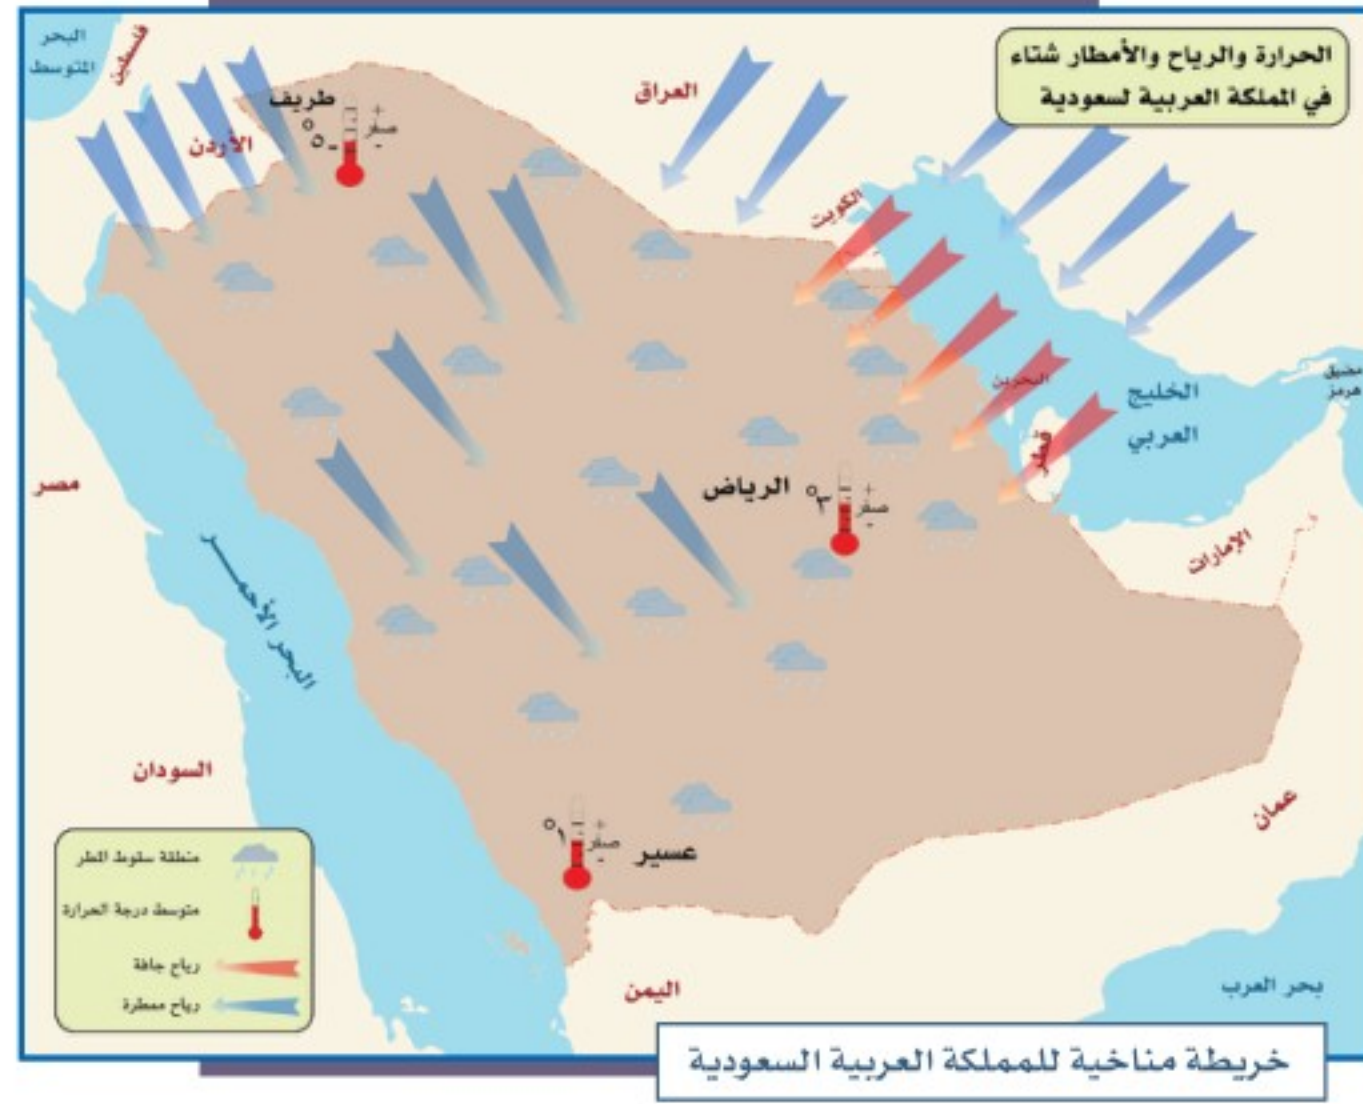 الحرارة والرياح والأمطار شتاء
في المملكة العربية لسعودية
البحر
المتوسط
فلسطين
العراق
طريف
+
صفر
-
٥-°
الأردن
الكويت
البحرين
الخليج
العربي
مضيق
هرمز
قطر
مصر
الرياض
٣°
+
صفر
-
الإمارات
البحر الأحمـــــر
السودان
عمان
١°
+
صفر
-
عسير
منطقة سقوط المطر
متوسط درجة الحرارة
رياح جافة
رياح ممطرة
اليمن
بحر العرب
خريطة مناخية للمملكة العربية السعودية